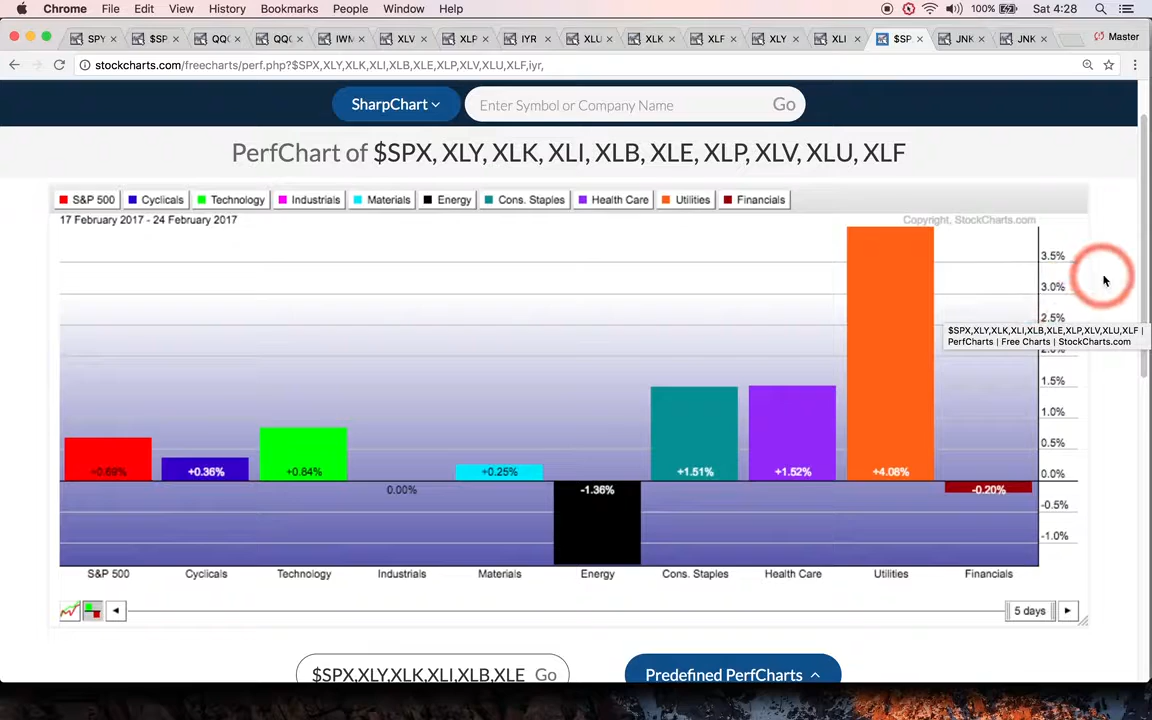 Chrome File Edit View History Bookmarks People Window Help 100% Sat 4:28
SPY × $SP × QQ × QQ × IWM × XLV × XLP × IYR × XLU × XLK × XLF × XLY × XLI × $SP × JNK × JNK × Master
stockcharts.com/freecharts/perf.php?$SPX,XLY,XLK,XLI,XLB,XLE,XLP,XLV,XLU,XLF,iyr,
SharpChart Enter Symbol or Company Name Go
PerfChart of $SPX, XLY, XLK, XLI, XLB, XLE, XLP, XLV, XLU, XLF
S&P 500 Cyclicals Technology Industrials Materials Energy Cons. Staples Health Care Utilities Financials
17 February 2017 - 24 February 2017 Copyright, StockCharts.com
3.5%
3.0%
2.5%
$SPX,XLY,XLK,XLI,XLB,XLE,XLP,XLV,XLU,XLF |
PerfCharts | Free Charts | StockCharts.com
1.5%
1.0%
0.5%
+0.69% +0.36% +0.84% +0.25% +1.51% +1.52% +4.08% 0.0%
0.00% -1.36% -0.20%
-0.5%
-1.0%
S&P 500 Cyclicals Technology Industrials Materials Energy Cons. Staples Health Care Utilities Financials
5 days
$SPX,XLY,XLK,XLI,XLB,XLE Go Predefined PerfCharts